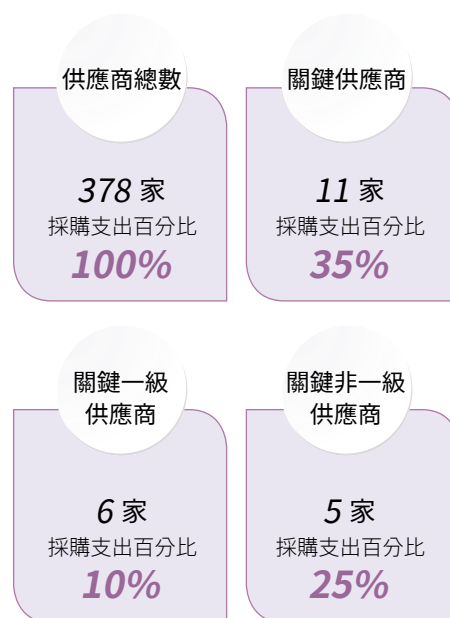 供應商總數
378 家
採購支出百分比
100%
關鍵供應商
11 家
採購支出百分比
35%
關鍵一級
供應商
6 家
採購支出百分比
10%
關鍵非一級
供應商
5 家
採購支出百分比
25%